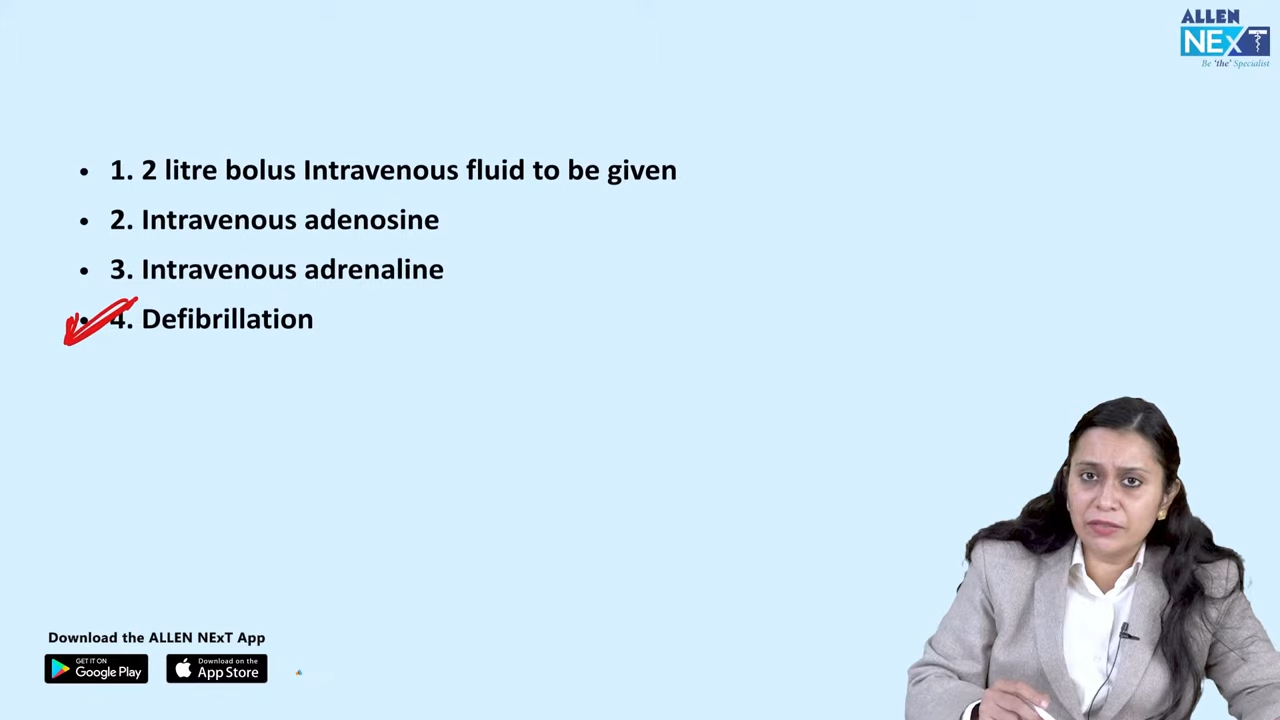 ALLEN
NEXT
Be 'the' Specialist
• 1. 2 litre bolus Intravenous fluid to be given
• 2. Intravenous adenosine
• 3. Intravenous adrenaline
• 4. Defibrillation
Download the ALLEN NExT App
GET IT ON
Google Play
Download on the
App Store